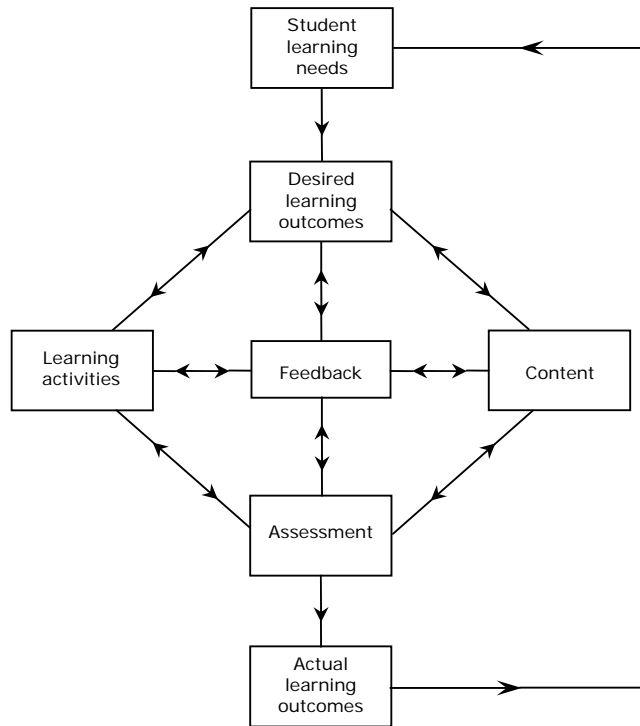 Student
learning
needs
Desired
learning
outcomes
Learning
activities
Feedback
Content
Assessment
Actual
learning
outcomes